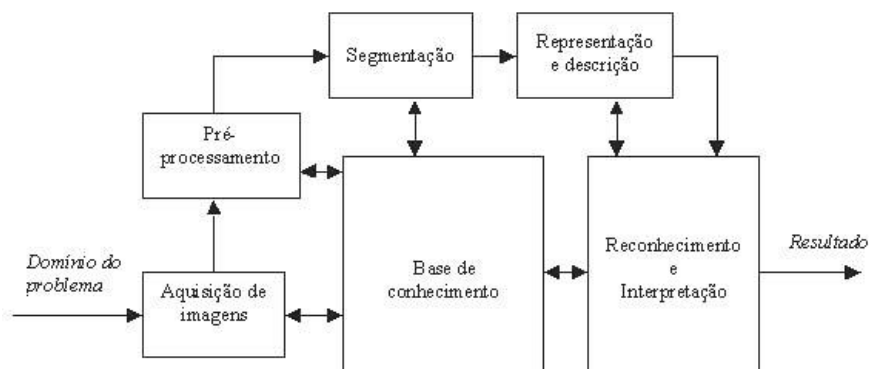 Segmentação
Representação
e descrição
Pré-
processamento
Domínio do
problema
Aquisição de
imagens
Base de
conhecimento
Reconhecimento
e
Interpretação
Resultado